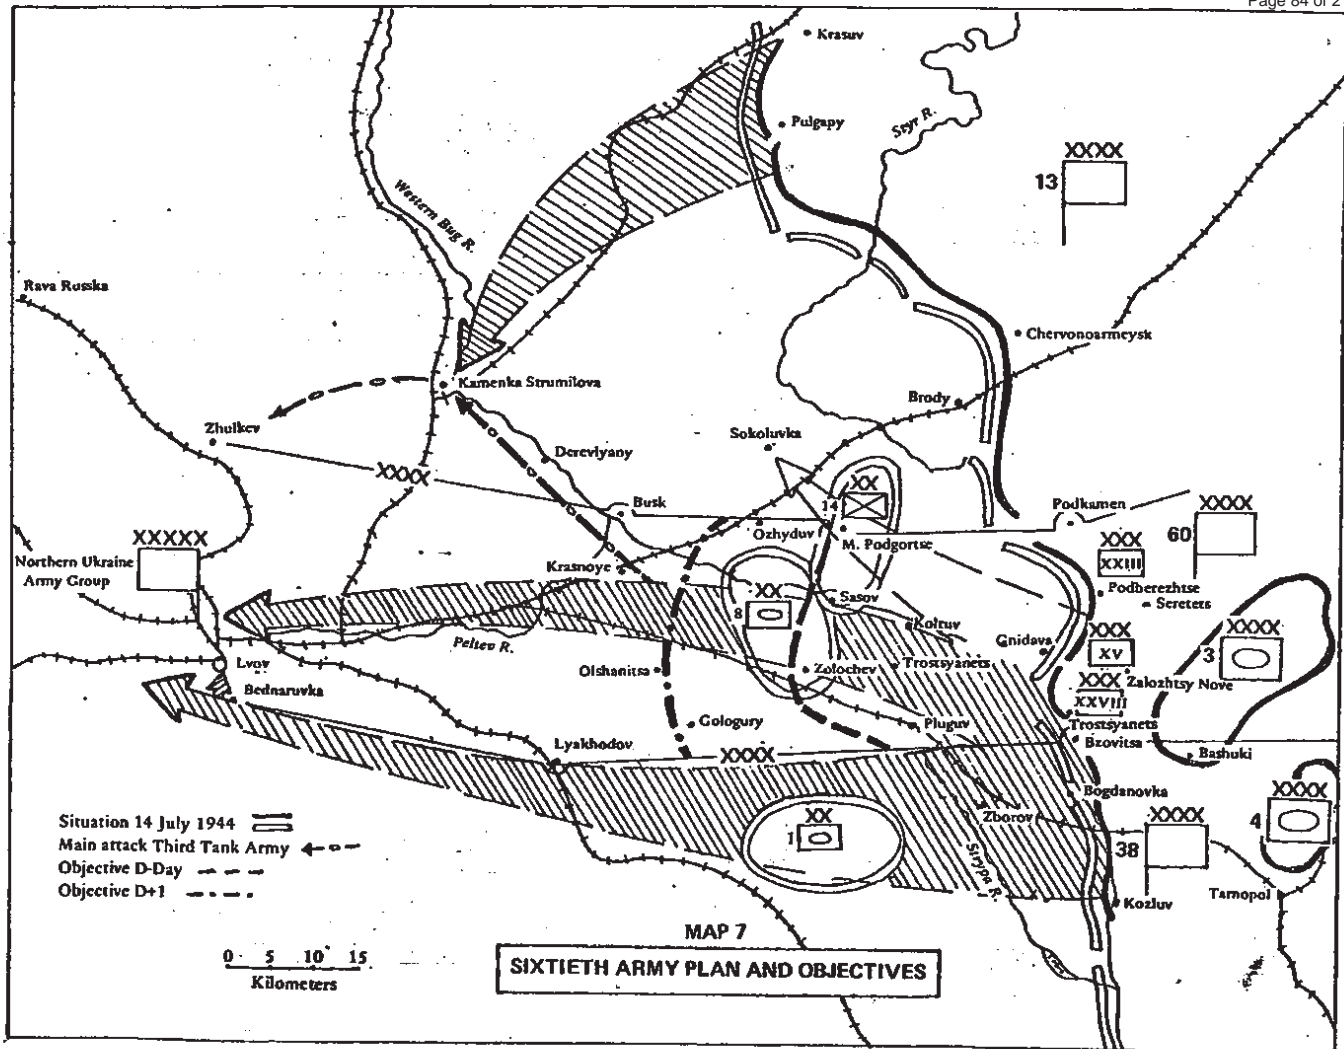 Page 84 of 2
Krasuv
Pulgapy
Styr R.
XXXX
13
Western Bug R.
Rava Russka
Chervonoarmeysk
Kamenka Strumilova
Brody
Zhulkev
Sokoluvka
Derevlyany
XXXX
XX
14
Busk
Podkamen
XXXX
60
Ozhyduv
M. Podgortse
XXXXX
Northern Ukraine
Army Group
XXX
XXIII
Krasnoye
Podberezhtse
Seretets
XX
8
Sasov
Koltuv
XXX
XV
XXXX
3
Peltev R.
Gnidava
Lvov
Olshanitsa
Zolochev
Trostsyanets
Zalozhtsy Nove
XXX
XXVIII
Bednaruvka
Gologury
Pluguv
Trostsyanets
Bzovitsa
Lyakhodov
XXXX
Bashuki
Bogdanovka
XXXX
4
Situation 14 July 1944
XX
1
Zborov
XXXX
38
Main attack Third Tank Army
Objective D-Day
Strypa R.
Objective D+1
Tarnopol
Kozluv
MAP 7
0 5 10 15
Kilometers
SIXTIETH ARMY PLAN AND OBJECTIVES